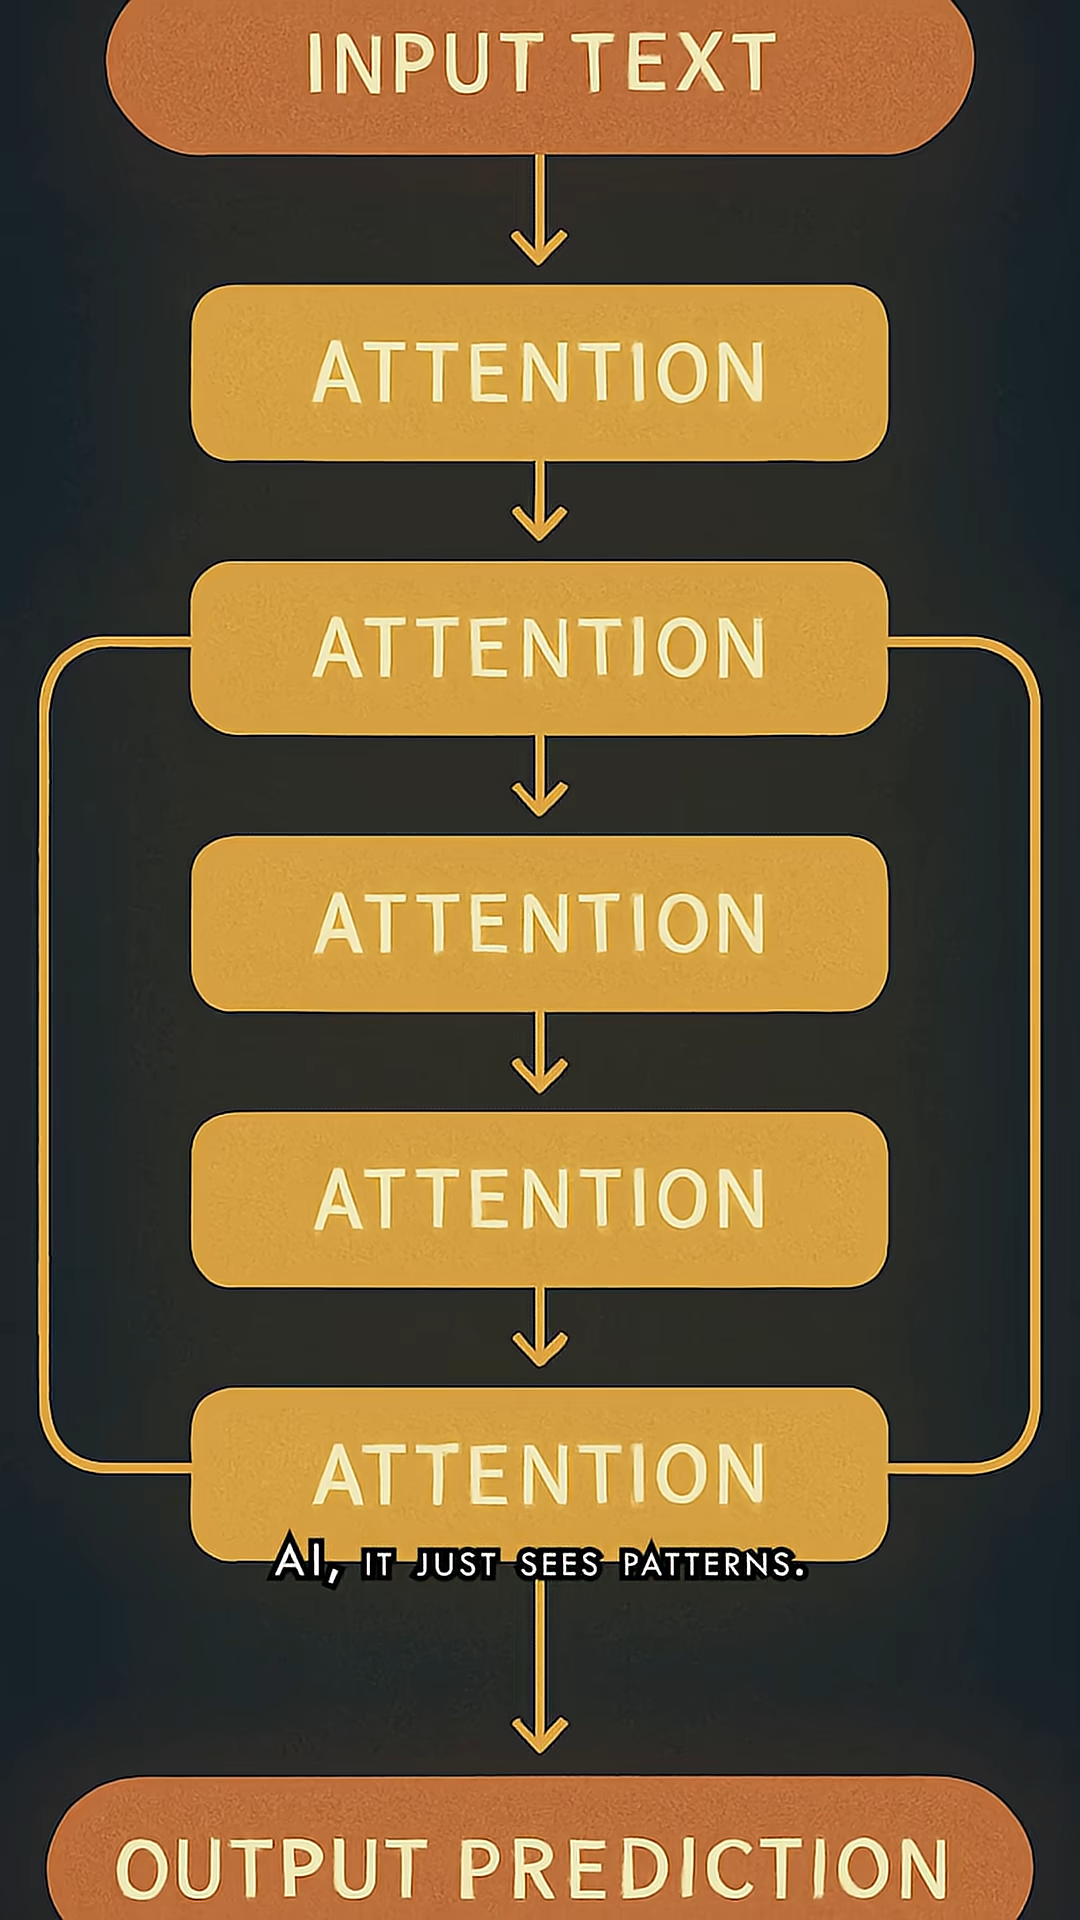 INPUT TEXT
ATTENTION
ATTENTION
ATTENTION
ATTENTION
ATTENTION
AI, IT JUST SEES PATTERNS.
OUTPUT PREDICTION